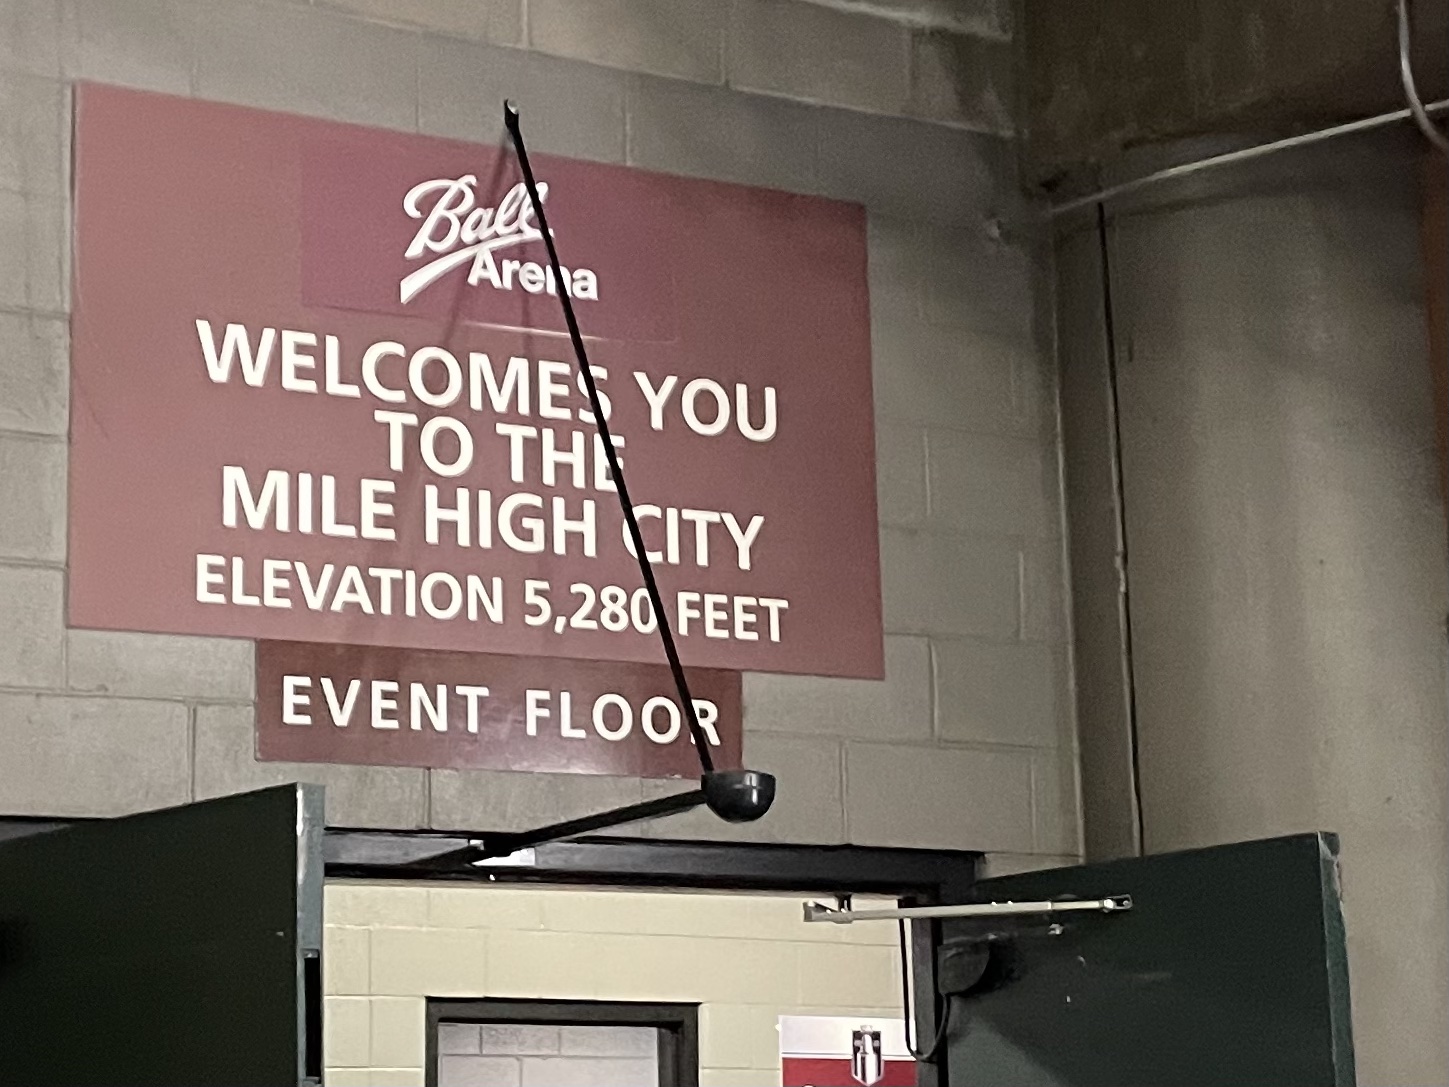 Ball
Arena
WELCOMES YOU
TO THE
MILE HIGH CITY
ELEVATION 5,280 FEET
EVENT FLOOR